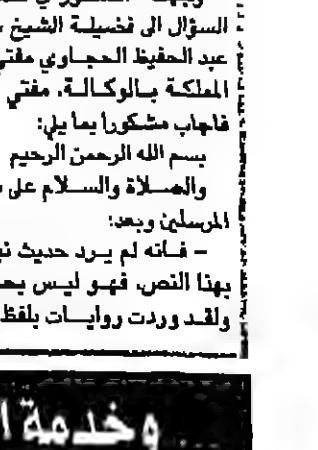 السؤال الى فضيلة الشيخ
عبد الحفيظ الحجاوي مفتي
المملكة بالوكالة، مفتي
فاجاب مشكورا بما يلي:
بسم الله الرحمن الرحيم
والصلاة والسلام على
المرسلين وبعد:
– فانه لم يرد حديث
بهذا النص، فهو ليس
ولقد وردت روايات بلفظ
وخدمة